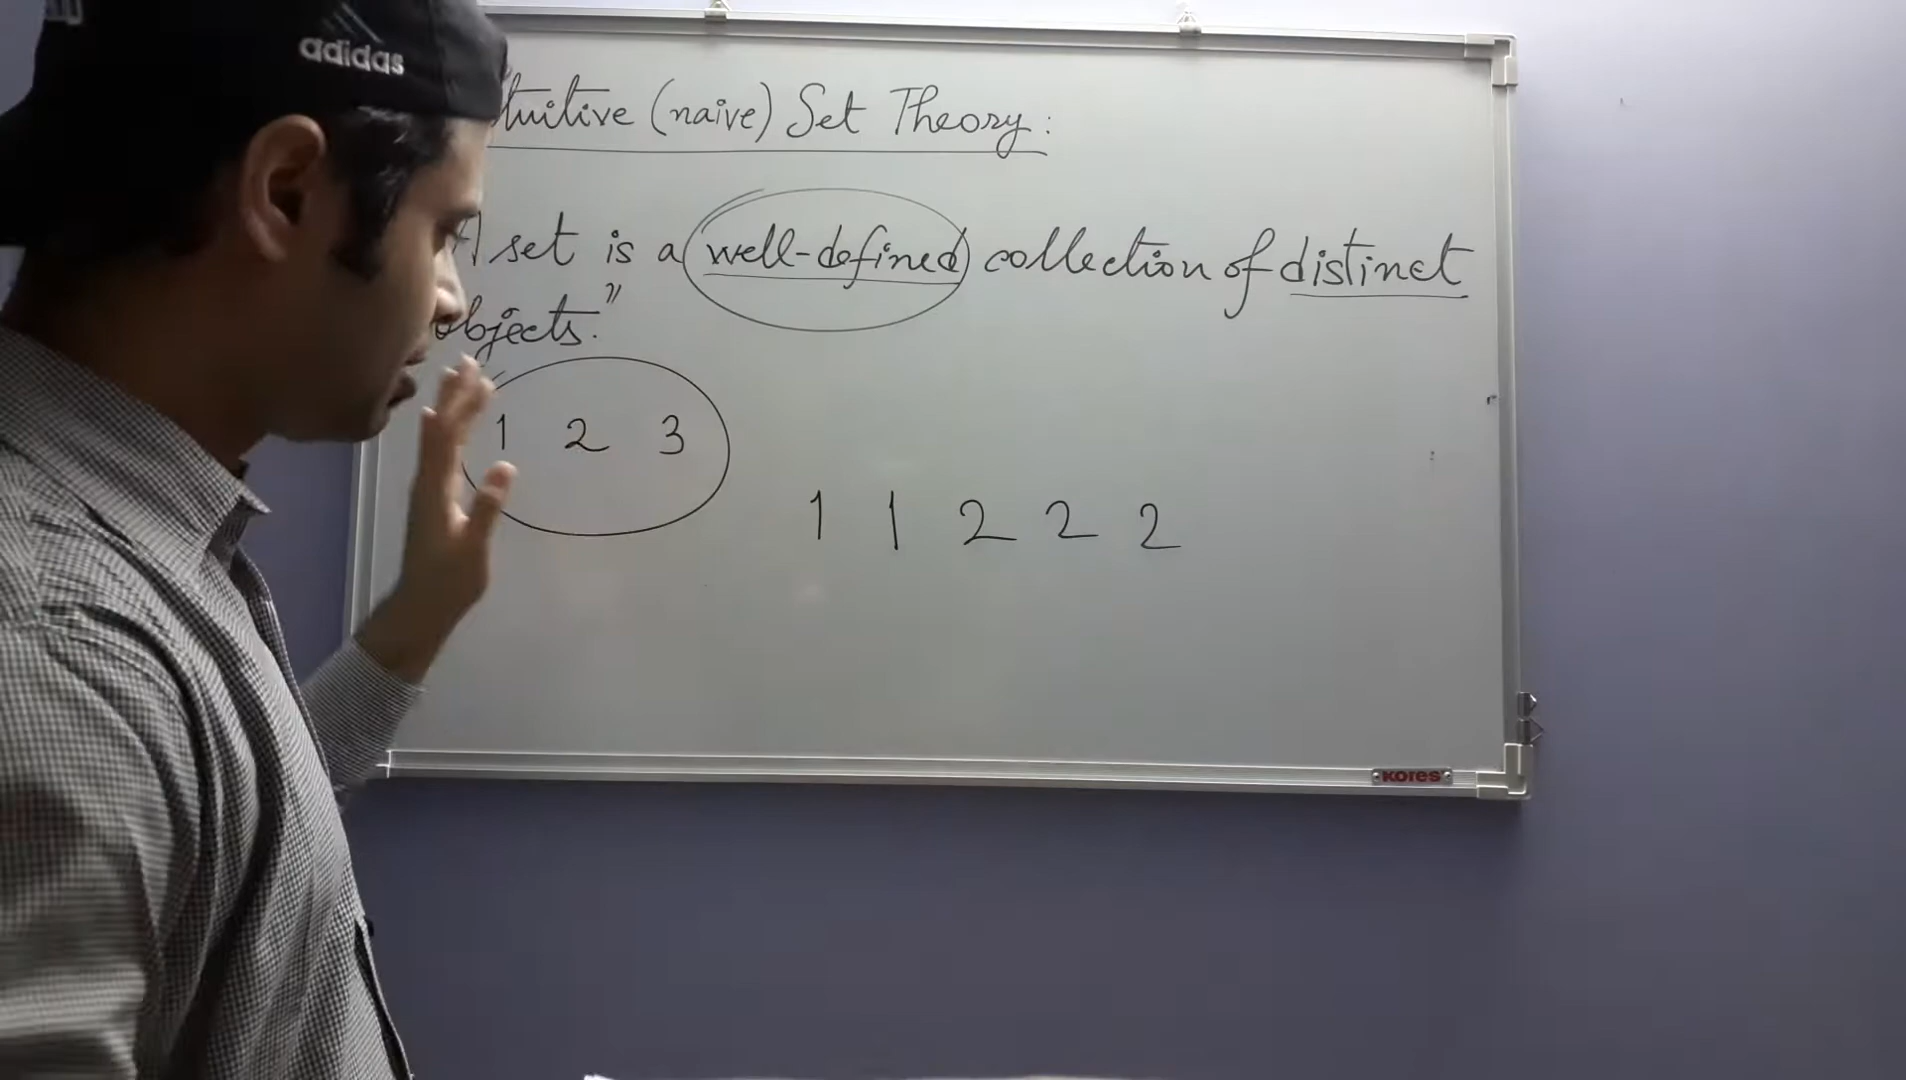 adidas
tuitive (naive) Set Theory:
A set is a well-defined collection of distinct
objects."
1 2 3
1 1 2 2 2
KORES